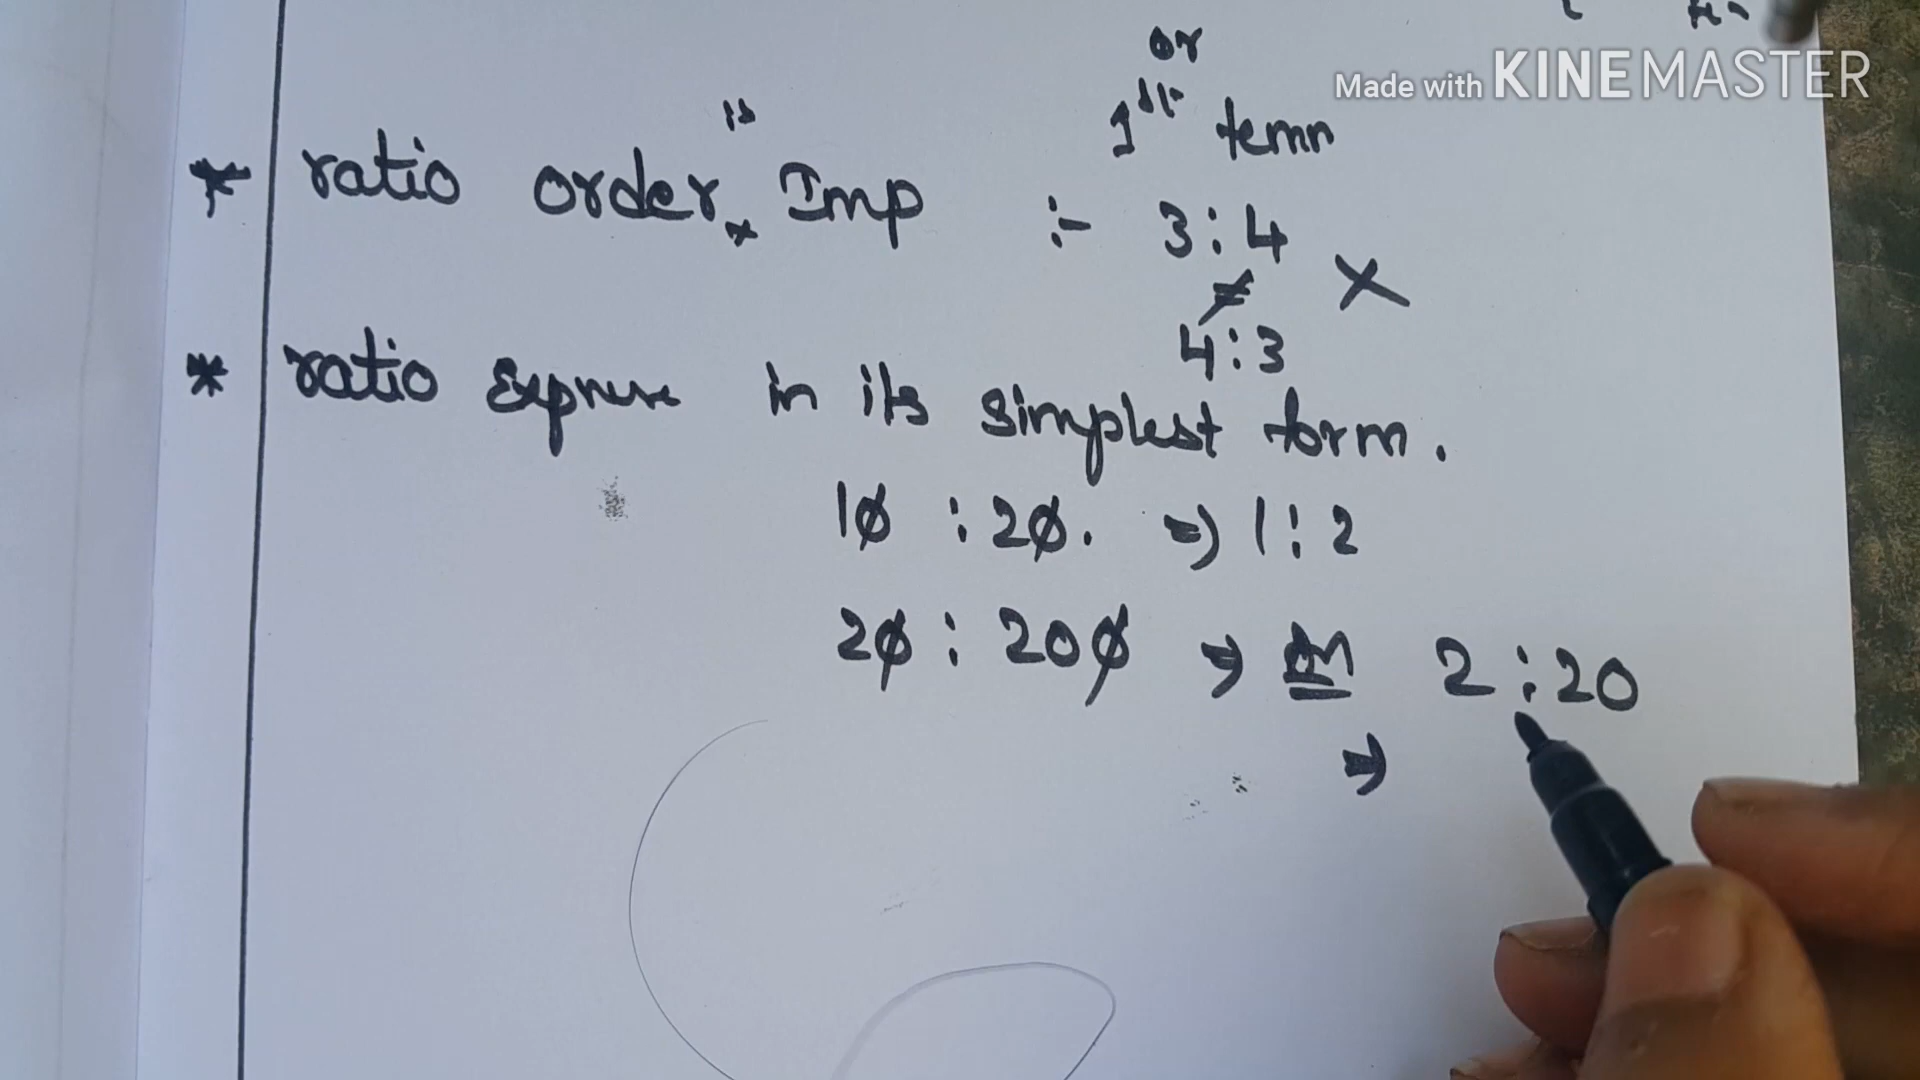 or
Made with KINEMASTER
1st term
* ratio order is Imp :- 3:4
≠ ×
4:3
* ratio Express in its simplest form.
10 : 20. ⇒ 1:2
20 : 200 ⇒ 2:20
⇒